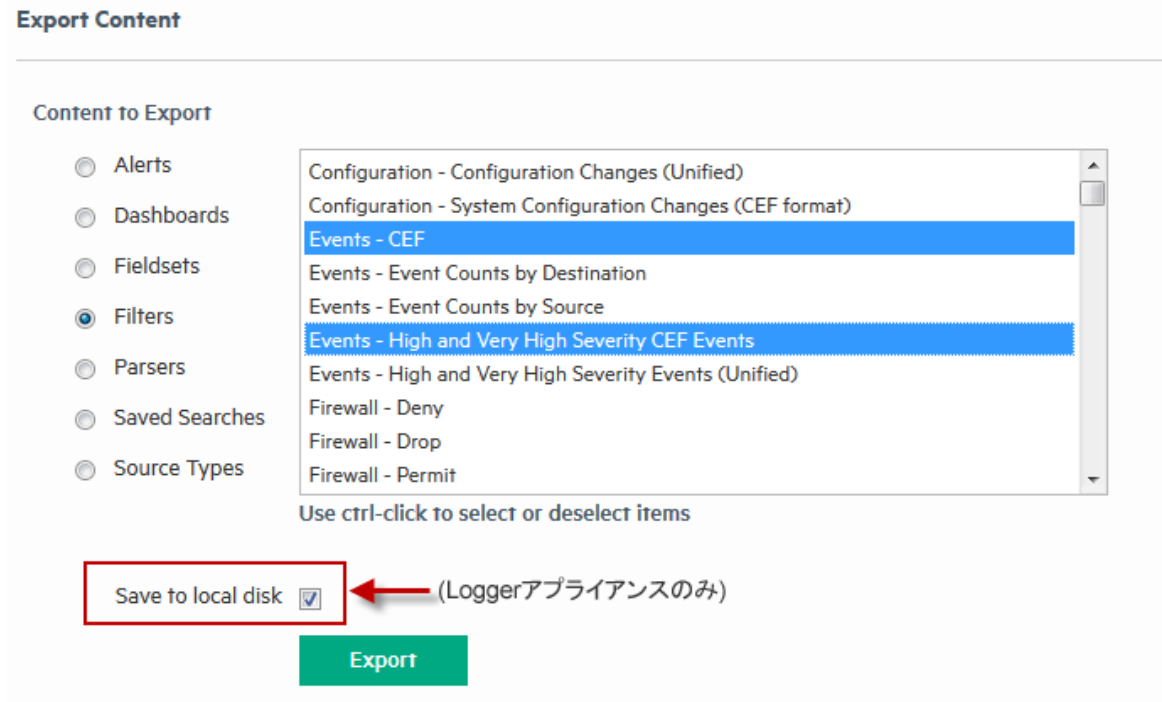 Export Content
Content to Export
Alerts
Dashboards
Fieldsets
Filters
Parsers
Saved Searches
Source Types
Configuration - Configuration Changes (Unified)
Configuration - System Configuration Changes (CEF format)
Events - CEF
Events - Event Counts by Destination
Events - Event Counts by Source
Events - High and Very High Severity CEF Events
Events - High and Very High Severity Events (Unified)
Firewall - Deny
Firewall - Drop
Firewall - Permit
Use ctrl-click to select or deselect items
Save to local disk
(Loggerアプライアンスのみ)
Export